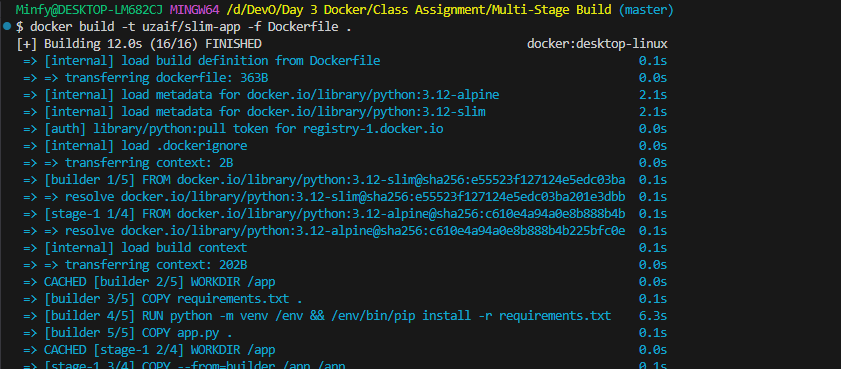 Minfy@DESKTOP-LM682CJ MINGW64 /d/DevO/Day 3 Docker/Class Assignment/Multi-Stage Build (master)
$ docker build -t uzaif/slim-app -f Dockerfile .
[+] Building 12.0s (16/16) FINISHED docker:desktop-linux
=> [internal] load build definition from Dockerfile 0.1s
=> => transferring dockerfile: 363B 0.0s
=> [internal] load metadata for docker.io/library/python:3.12-alpine 2.1s
=> [internal] load metadata for docker.io/library/python:3.12-slim 2.1s
=> [auth] library/python:pull token for registry-1.docker.io 0.0s
=> [internal] load .dockerignore 0.0s
=> => transferring context: 2B 0.0s
=> [builder 1/5] FROM docker.io/library/python:3.12-slim@sha256:e55523f127124e5edc03ba 0.1s
=> => resolve docker.io/library/python:3.12-slim@sha256:e55523f127124e5edc03ba201e3dbb 0.1s
=> [stage-1 1/4] FROM docker.io/library/python:3.12-alpine@sha256:c610e4a94a0e8b888b4b 0.1s
=> => resolve docker.io/library/python:3.12-alpine@sha256:c610e4a94a0e8b888b4b225bfc0e 0.1s
=> [internal] load build context 0.1s
=> => transferring context: 202B 0.0s
=> CACHED [builder 2/5] WORKDIR /app 0.0s
=> [builder 3/5] COPY requirements.txt . 0.1s
=> [builder 4/5] RUN python -m venv /env && /env/bin/pip install -r requirements.txt 6.3s
=> [builder 5/5] COPY app.py . 0.1s
=> CACHED [stage-1 2/4] WORKDIR /app 0.0s
=> [stage-1 3/4] COPY --from=builder /app /app 0.1s